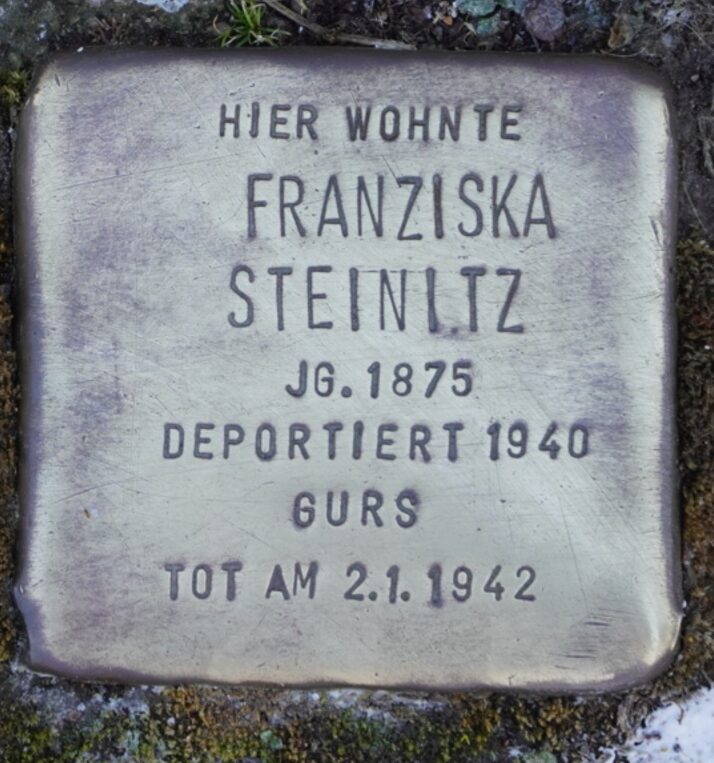 HIER WOHNTE
FRANZISKA
STEINITZ
JG. 1875
DEPORTIERT 1940
GURS
TOT AM 2.1.1942